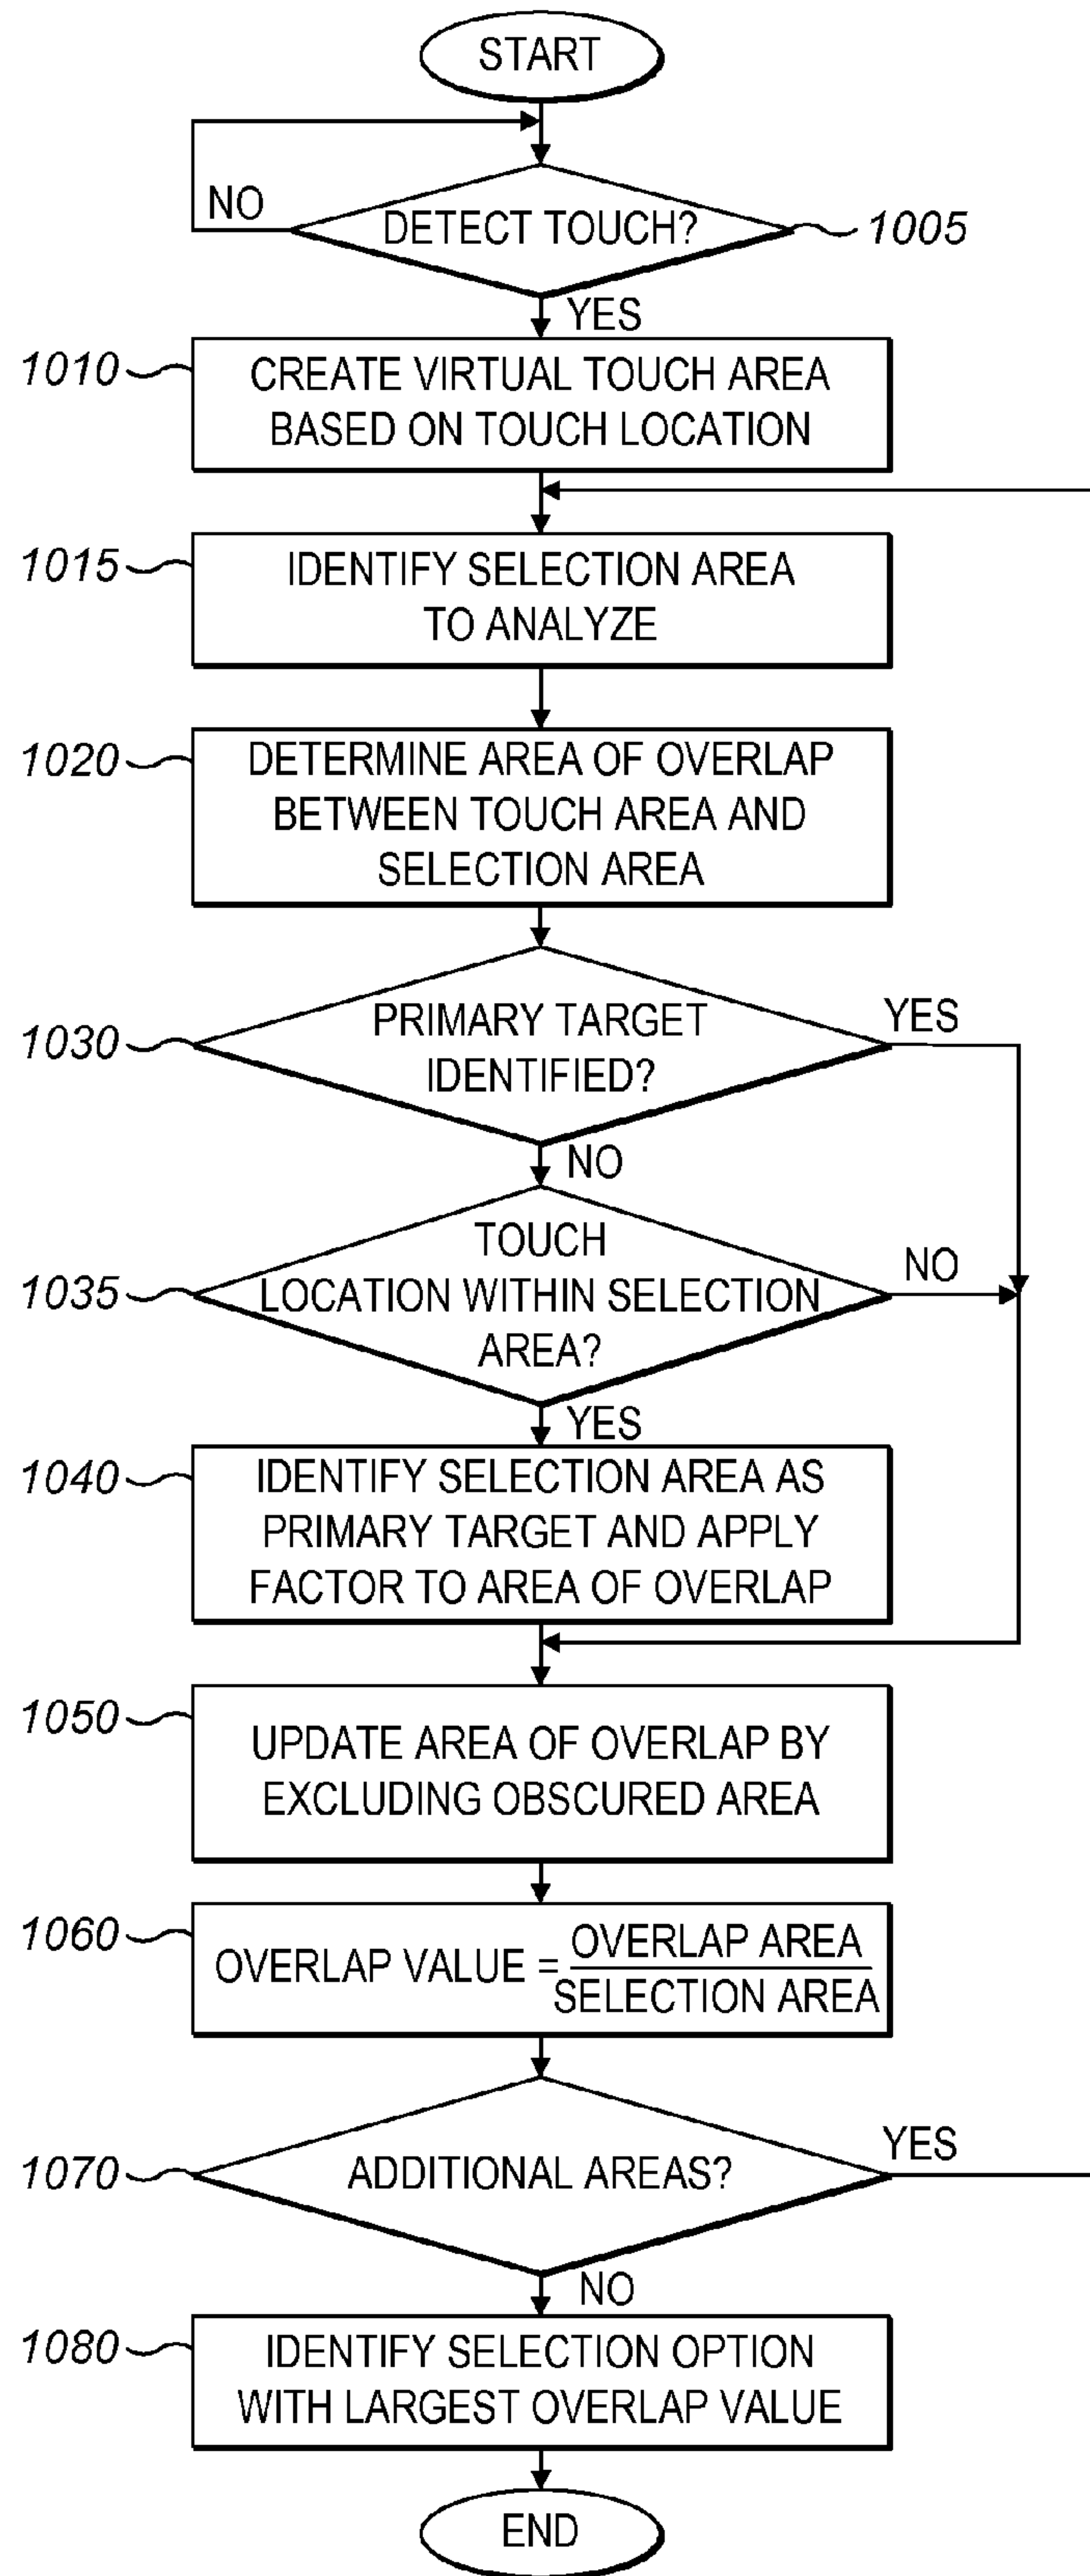 START
NO
DETECT TOUCH?
1005
YES
1010
CREATE VIRTUAL TOUCH AREA
BASED ON TOUCH LOCATION
1015
IDENTIFY SELECTION AREA
TO ANALYZE
1020
DETERMINE AREA OF OVERLAP
BETWEEN TOUCH AREA AND
SELECTION AREA
1030
PRIMARY TARGET
IDENTIFIED?
YES
NO
1035
TOUCH
LOCATION WITHIN SELECTION
AREA?
NO
YES
1040
IDENTIFY SELECTION AREA AS
PRIMARY TARGET AND APPLY
FACTOR TO AREA OF OVERLAP
1050
UPDATE AREA OF OVERLAP BY
EXCLUDING OBSCURED AREA
1060
OVERLAP VALUE = OVERLAP AREA
SELECTION AREA
1070
ADDITIONAL AREAS?
YES
NO
1080
IDENTIFY SELECTION OPTION
WITH LARGEST OVERLAP VALUE
END